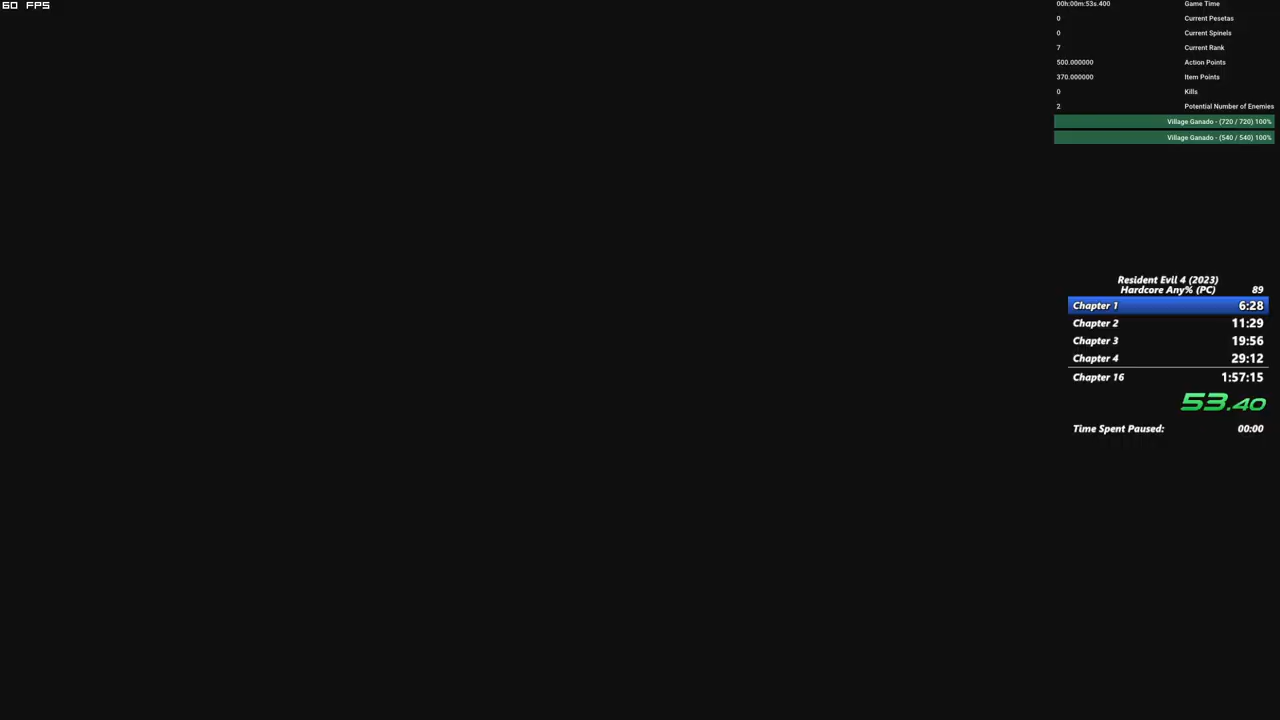 60 FPS
00h:00m:53s.400 Game Time
0 Current Pesetas
0 Current Spinels
7 Current Rank
500.000000 Action Points
370.000000 Item Points
0 Kills
2 Potential Number of Enemies
Village Ganado - (720 / 720) 100%
Village Ganado - (540 / 540) 100%
Resident Evil 4 (2023)
Hardcore Any% (PC) 89
Chapter 1 6:28
Chapter 2 11:29
Chapter 3 19:56
Chapter 4 29:12
Chapter 16 1:57:15
53.40
Time Spent Paused: 00:00